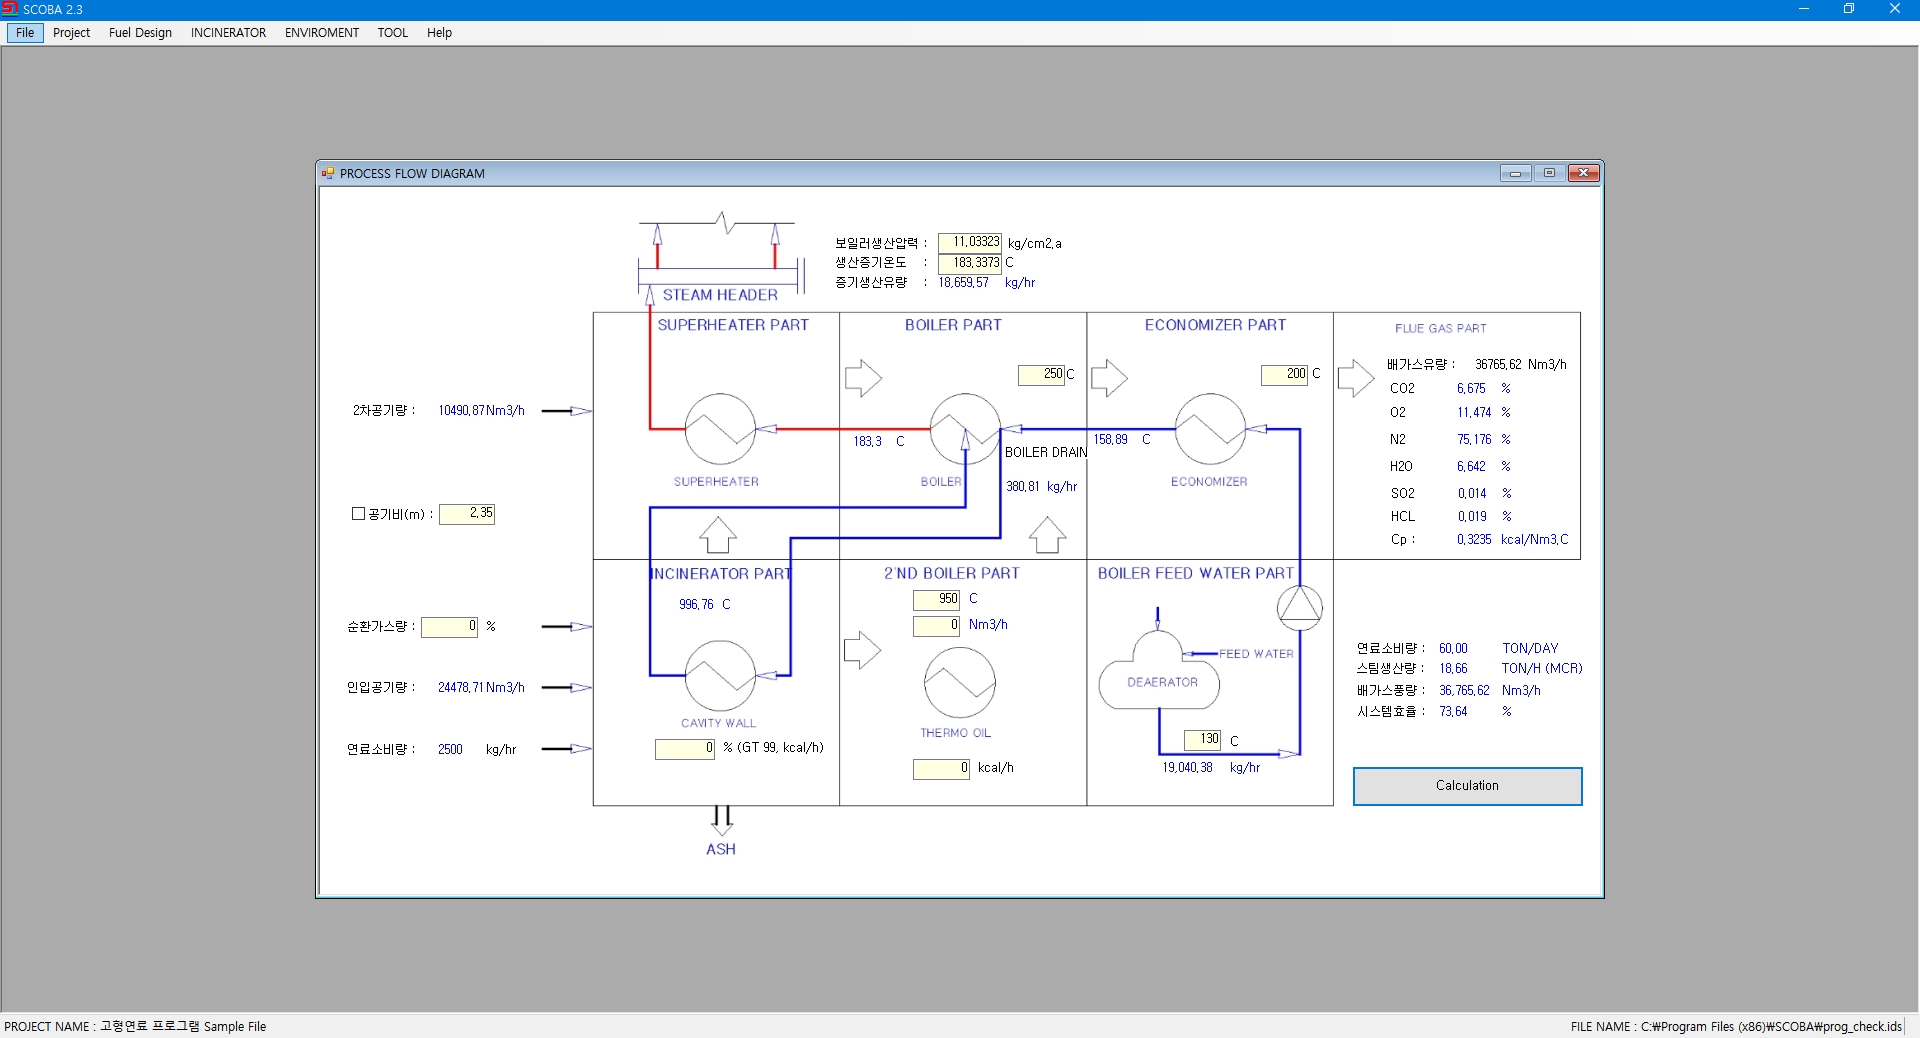 SCOBA 2.3
File Project Fuel Design INCINERATOR ENVIROMENT TOOL Help
PROCESS FLOW DIAGRAM
보일러생산압력 : 11,03323 kg/cm2,a
생산증기온도 : 183,3373 C
증기생산유량 : 18,659,57 kg/hr
STEAM HEADER
SUPERHEATER PART
BOILER PART
ECONOMIZER PART
FLUE GAS PART
250 C
200 C
배가스유량 : 36765,62 Nm3/h
CO2 6,675 %
O2 11,474 %
N2 75,176 %
H2O 6,642 %
SO2 0,014 %
HCL 0,019 %
Cp : 0,3235 kcal/Nm3,C
2차공기량 : 10490,87 Nm3/h
183,3 C
158,89 C
BOILER DRAIN
380,81 kg/hr
SUPERHEATER
BOILER
ECONOMIZER
공기비(m) : 2,35
INCINERATOR PART
2'ND BOILER PART
BOILER FEED WATER PART
996,76 C
950 C
0 Nm3/h
순환가스량 : 0 %
FEED WATER
DEAERATOR
인입공기량 : 24478,71 Nm3/h
CAVITY WALL
THERMO OIL
연료소비량 : 2500 kg/hr
0 % (GT 99, kcal/h)
0 kcal/h
130 C
19,040,38 kg/hr
연료소비량 : 60,00 TON/DAY
스팀생산량 : 18,66 TON/H (MCR)
배가스풍량 : 36,765,62 Nm3/h
시스템효율 : 73,64 %
Calculation
ASH
PROJECT NAME : 고형연료 프로그램 Sample File
FILE NAME : C:₩Program Files (x86)₩SCOBA₩prog_check.ids